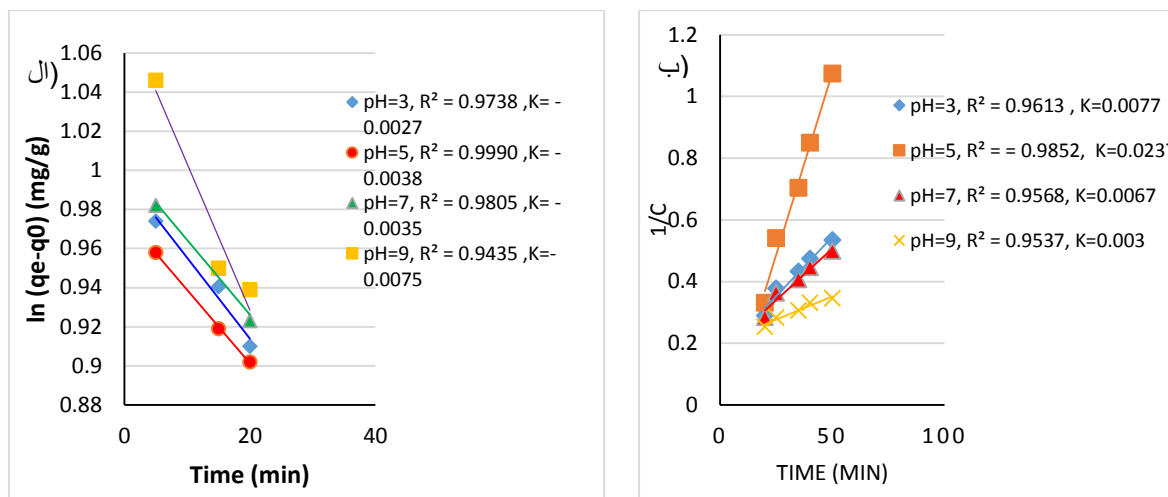 1.06
1.04
1.02
1
0.98
0.96
0.94
0.92
0.9
0.88
ln (qe-q0) (mg/g)
0
20
40
Time (min)
pH=3, R² = 0.9738 ,K= -
0.0027
pH=5, R² = 0.9990 ,K= -
0.0038
pH=7, R² = 0.9805 ,K= -
0.0035
pH=9, R² = 0.9435 ,K=-
0.0075
1.2
1
0.8
0.6
0.4
0.2
0
1/C
0
50
100
TIME (MIN)
pH=3, R² = 0.9613 , K=0.0077
pH=5, R² = = 0.9852, K=0.0237
pH=7, R² = 0.9568, K=0.0067
pH=9, R² = 0.9537, K=0.003